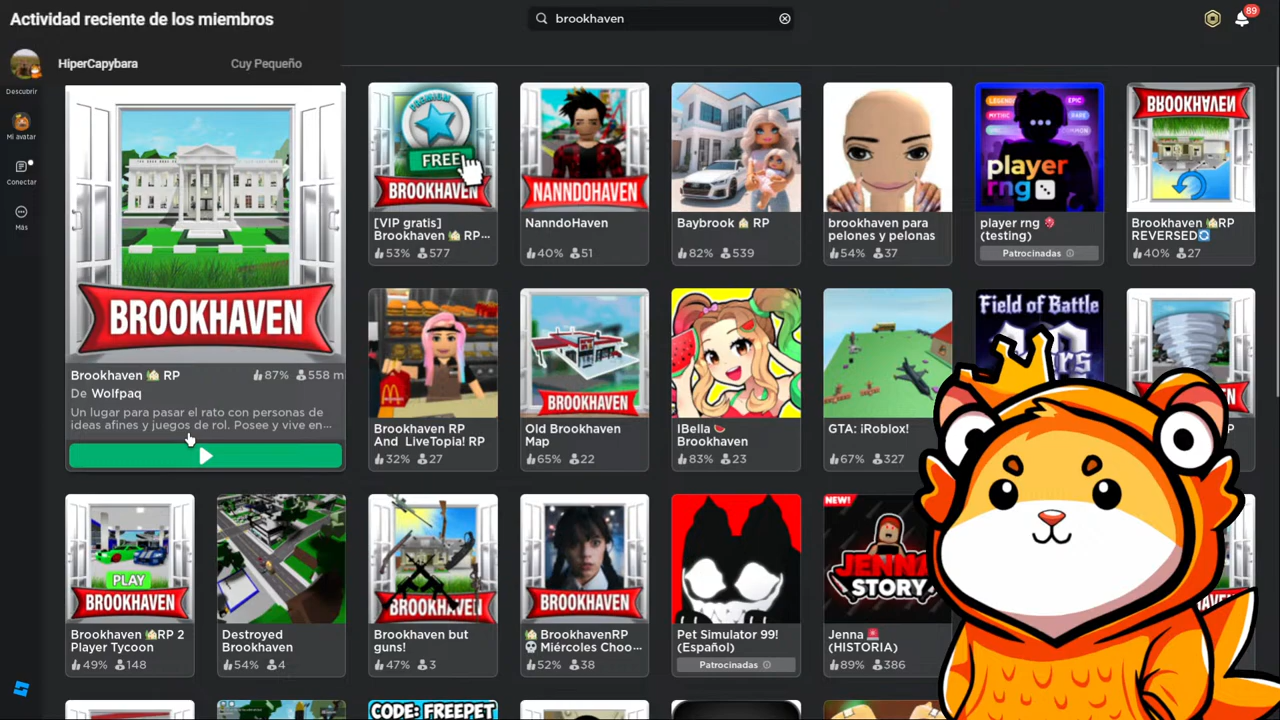 Actividad reciente de los miembros
brookhaven
89
HiperCapybara
Cuy Pequeño
Descubrir
Mi avatar
Conectar
Más
BROOKHAVEN
Brookhaven 🏡 RP
87% 558 m
De Wolfpaq
Un lugar para pasar el rato con personas de
ideas afines y juegos de rol. Posee y vive en...
PREMIUM
FREE
BROOKHAVEN
[VIP gratis]
Brookhaven 🏡 RP...
53% 577
NANNDOHAVEN
NanndoHaven
40% 51
Baybrook 🏡 RP
82% 539
brookhaven para
pelones y pelonas
54% 37
EPIC
MYTHIC
player
rng
player rng
(testing)
Patrocinadas
BROOKHAVEN
Brookhaven 🏡RP
REVERSED🔄
40% 27
Brookhaven RP
And LiveTopia! RP
32% 27
BROOKHAVEN
Old Brookhaven
Map
65% 22
IBella 🍉
Brookhaven
83% 23
GTA: iRoblox!
67% 327
Field of Battle
PLAY
BROOKHAVEN
Brookhaven 🏡RP 2
Player Tycoon
49% 148
Destroyed
Brookhaven
54% 4
BROOKHAVEN
Brookhaven but
guns!
47% 3
BROOKHAVEN
🏡 BrookhavenRP
💀 Miércoles Choo...
52% 38
Pet Simulator 99!
(Español)
Patrocinadas
NEW!
JENNA
STORY
Jenna 🚨
(HISTORIA)
89% 386
CODE: FREEPET